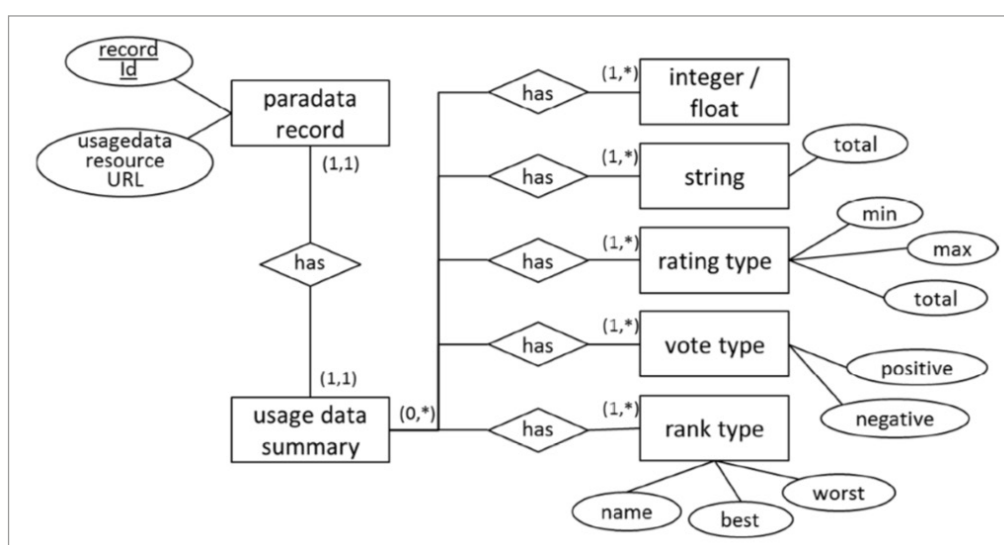 record
Id
usagedata
resource
URL
paradata
record
(1,1)
has
(1,1)
usage data
summary
(0,*)
has
(1,*)
integer /
float
has
(1,*)
string
total
has
(1,*)
rating type
min
max
total
has
(1,*)
vote type
positive
negative
has
(1,*)
rank type
name
best
worst